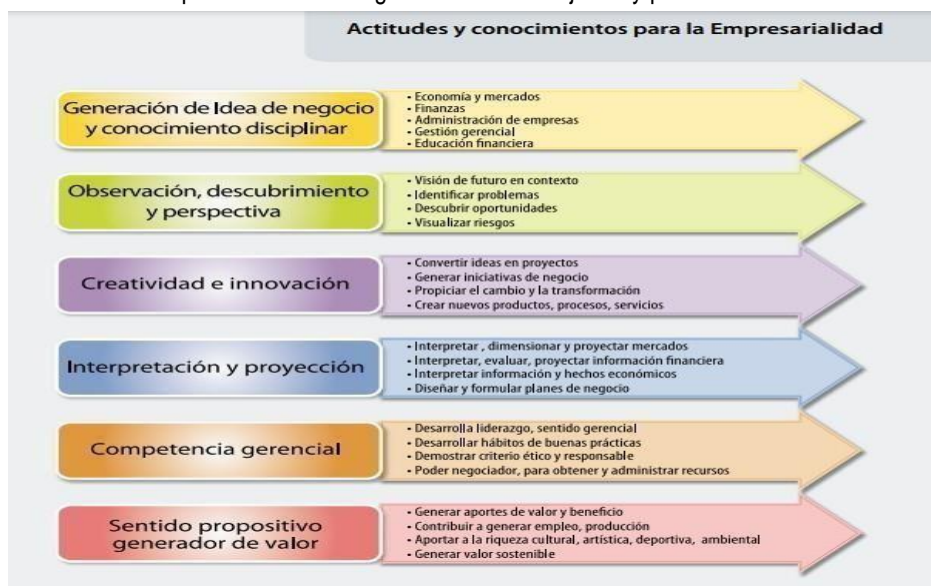 Actitudes y conocimientos para la Empresarialidad
Generación de Idea de negocio
y conocimiento disciplinar
• Economía y mercados
• Finanzas
• Administración de empresas
• Gestión gerencial
• Educación financiera
Observación, descubrimiento
y perspectiva
• Visión de futuro en contexto
• Identificar problemas
• Descubrir oportunidades
• Visualizar riesgos
Creatividad e innovación
• Convertir ideas en proyectos
• Generar iniciativas de negocio
• Propiciar el cambio y la transformación
• Crear nuevos productos, procesos, servicios
Interpretación y proyección
• Interpretar , dimensionar y proyectar mercados
• Interpretar, evaluar, proyectar información financiera
• Interpretar información y hechos económicos
• Diseñar y formular planes de negocio
Competencia gerencial
• Desarrolla liderazgo, sentido gerencial
• Desarrollar hábitos de buenas prácticas
• Demostrar criterio ético y responsable
• Poder negociador, para obtener y administrar recursos
Sentido propositivo
generador de valor
• Generar aportes de valor y beneficio
• Contribuir a generar empleo, producción
• Aportar a la riqueza cultural, artística, deportiva, ambiental
• Generar valor sostenible